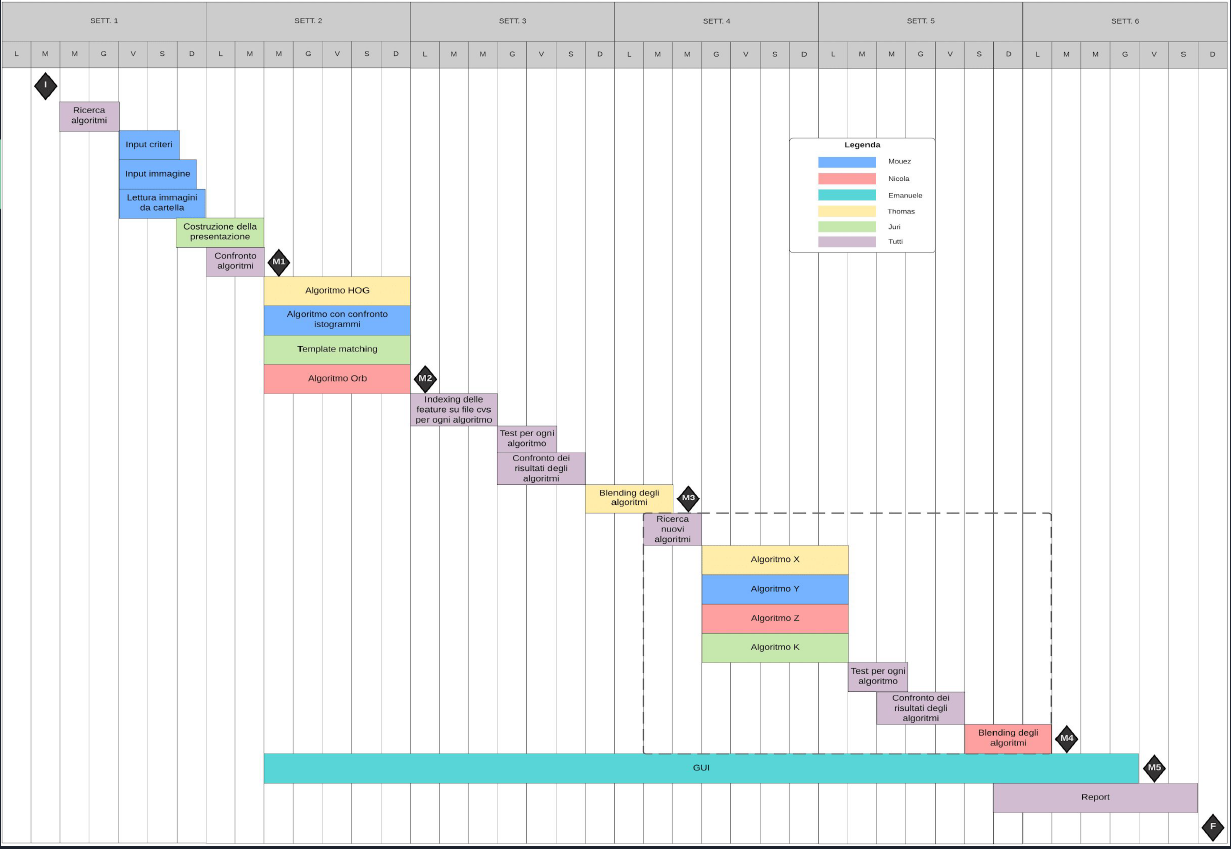 SETT. 1 SETT. 2 SETT. 3 SETT. 4 SETT. 5 SETT. 6
L M M G V S D L M M G V S D L M M G V S D L M M G V S D L M M G V S D L M M G V S D
I
Ricerca
algoritmi
Input criteri
Input immagine
Lettura immagini
da cartella
Costruzione della
presentazione
Confronto
algoritmi
M1
Legenda
Mouez
Nicola
Emanuele
Thomas
Juri
Tutti
Algoritmo HOG
Algoritmo con confronto
istogrammi
Template matching
Algoritmo Orb
M2
Indexing delle
feature su file cvs
per ogni algoritmo
Test per ogni
algoritmo
Confronto dei
risultati degli
algoritmi
Blending degli
algoritmi
M3
Ricerca
nuovi
algoritmi
Algoritmo X
Algoritmo Y
Algoritmo Z
Algoritmo K
Test per ogni
algoritmo
Confronto dei
risultati degli
algoritmi
Blending degli
algoritmi
M4
GUI
M5
Report
F